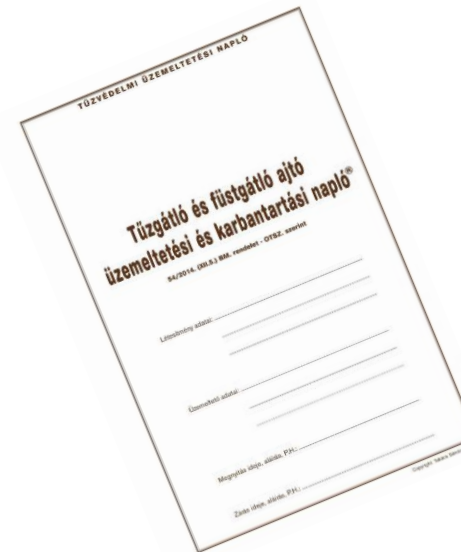 TŰZVÉDELMI ÜZEMELTETÉSI NAPLÓ
Tűzgátló és füstgátló ajtó
üzemeltetési és karbantartási napló®
54/2014. (XII.5.) BM. rendelet - OTSZ. szerint
Létesítmény adatai:
Üzemeltető adatai:
Megnyitás ideje, aláírás, P.H.:
Zárás ideje, aláírás, P.H.:
Copyright